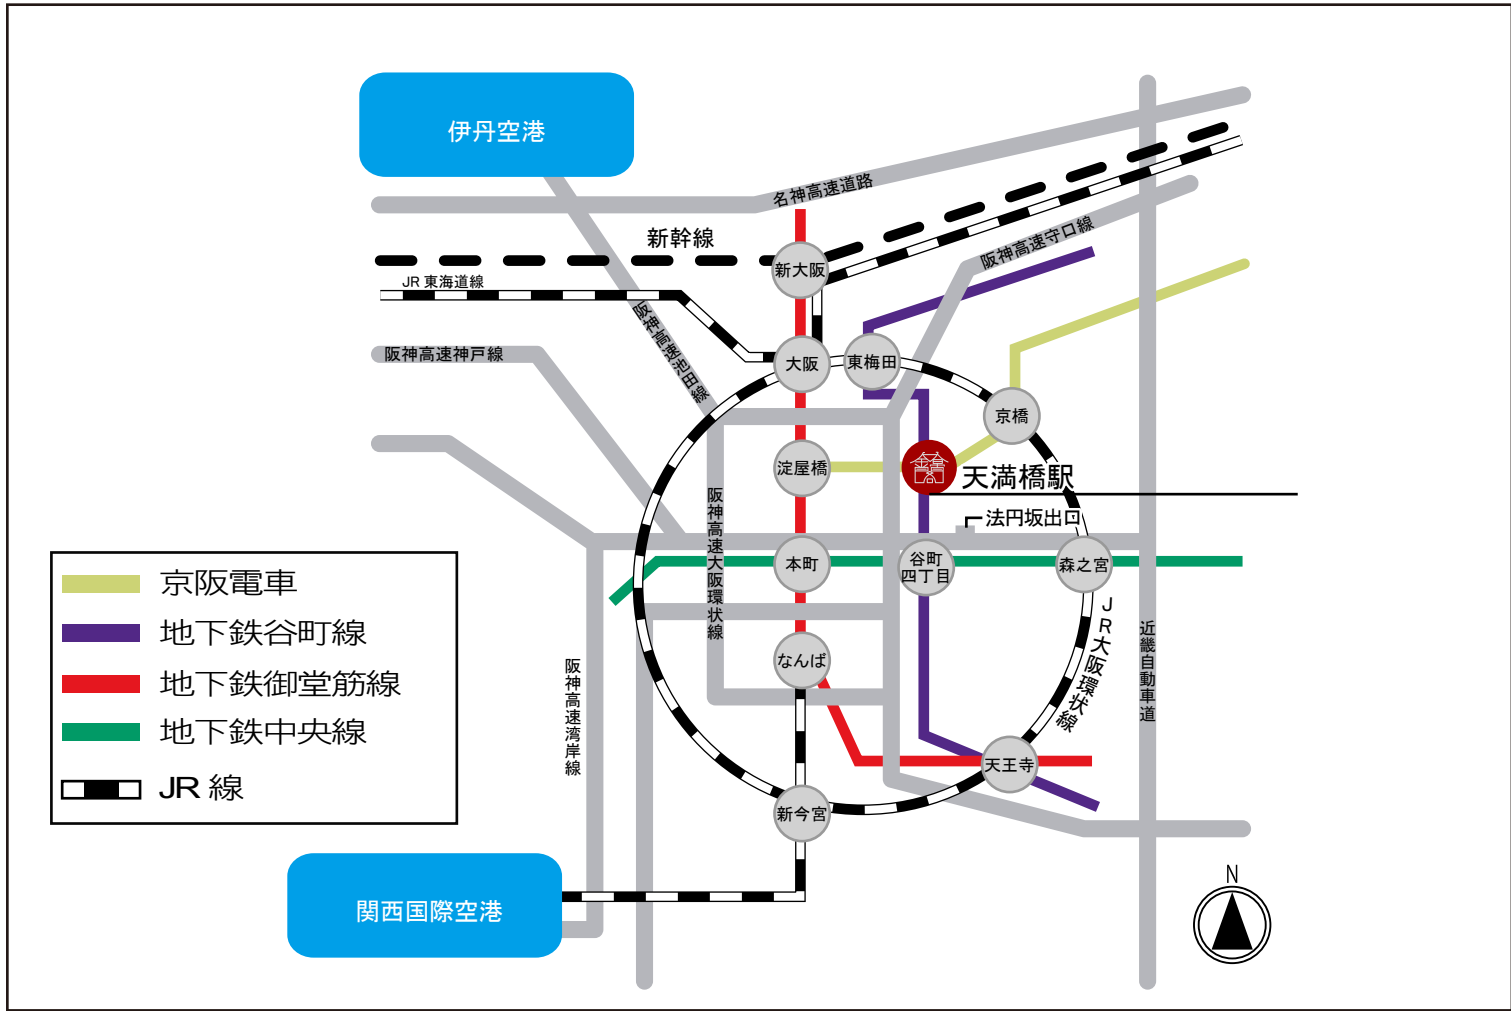 伊丹空港
名神高速道路
新幹線
新大阪
阪神高速守口線
JR東海道線
阪神高速池田線
阪神高速神戸線
大阪
東梅田
京橋
淀屋橋
天満橋駅
阪神高速大阪環状線
法円坂出口
本町
谷町
四丁目
森之宮
京阪電車
地下鉄谷町線
地下鉄御堂筋線
地下鉄中央線
JR 線
JR大阪環状線
近畿自動車道
なんば
阪神高速湾岸線
天王寺
新今宮
関西国際空港
N